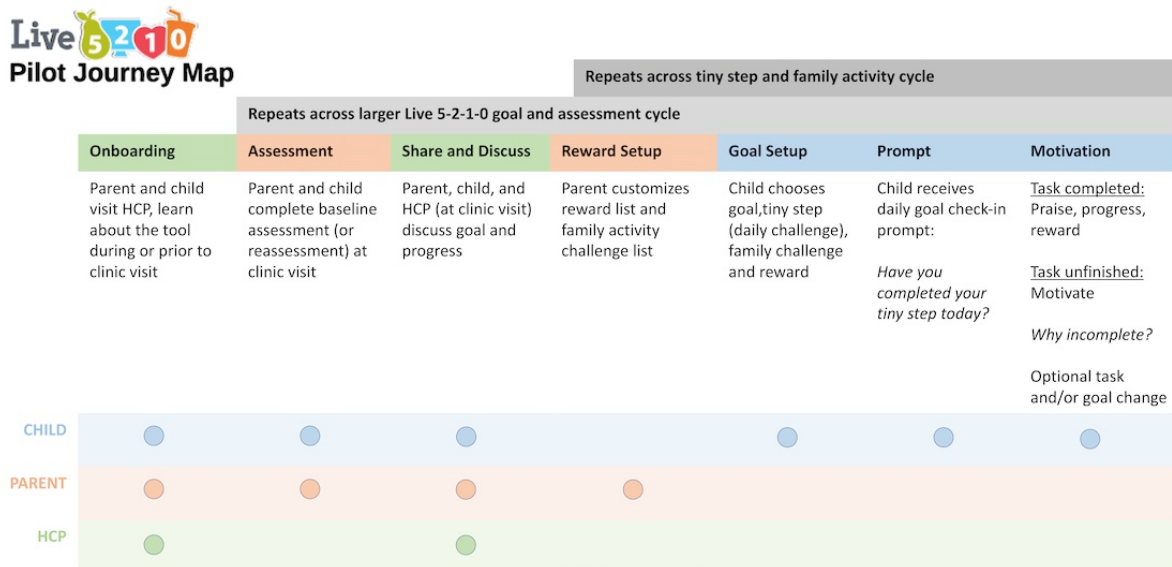 Live 5210
Pilot Journey Map
Repeats across tiny step and family activity cycle
Repeats across larger Live 5-2-1-0 goal and assessment cycle
Onboarding
Assessment
Share and Discuss
Reward Setup
Goal Setup
Prompt
Motivation
Parent and child
visit HCP, learn
about the tool
during or prior to
clinic visit
Parent and child
complete baseline
assessment (or
reassessment) at
clinic visit
Parent, child, and
HCP (at clinic visit)
discuss goal and
progress
Parent customizes
reward list and
family activity
challenge list
Child chooses
goal,tiny step
(daily challenge),
family challenge
and reward
Child receives
daily goal check-in
prompt:
Have you
completed your
tiny step today?
Task completed:
Praise, progress,
reward
Task unfinished:
Motivate
Why incomplete?
Optional task
and/or goal change
CHILD
PARENT
HCP